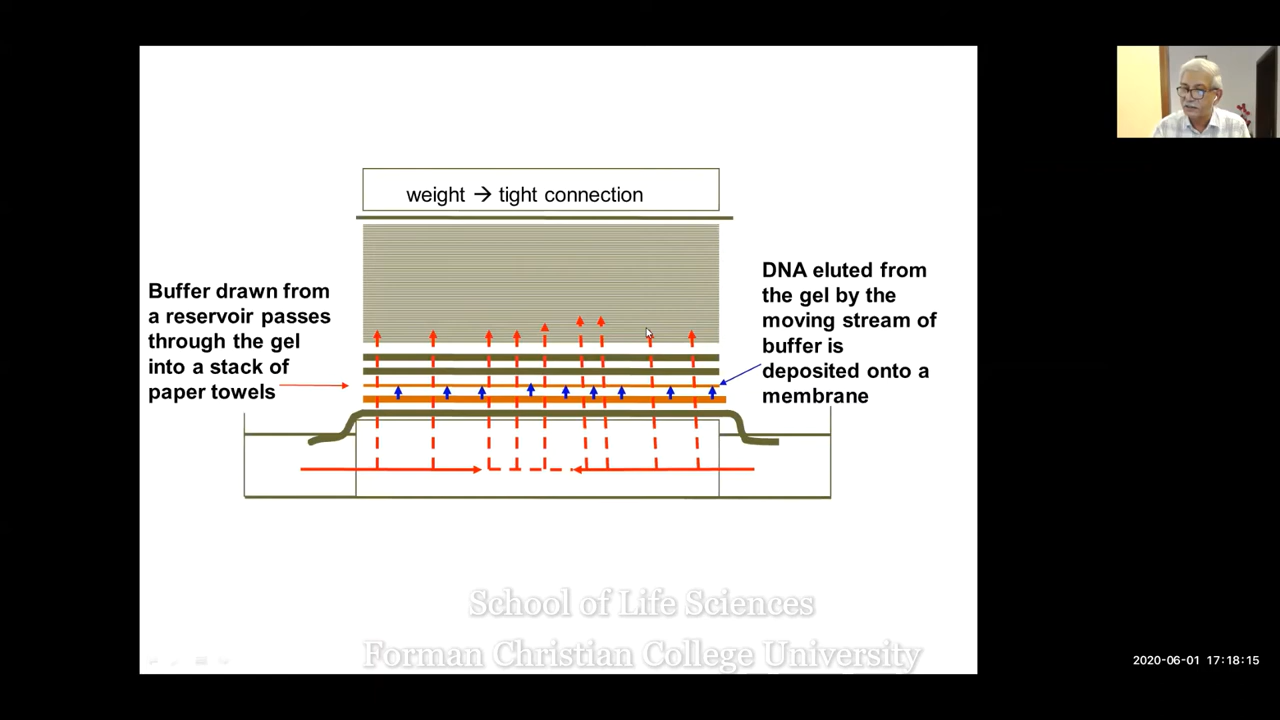 weight → tight connection
Buffer drawn from
a reservoir passes
through the gel
into a stack of
paper towels
DNA eluted from
the gel by the
moving stream of
buffer is
deposited onto a
membrane
School of Life Sciences
Forman Christian College University
2020-06-01 17:18:15